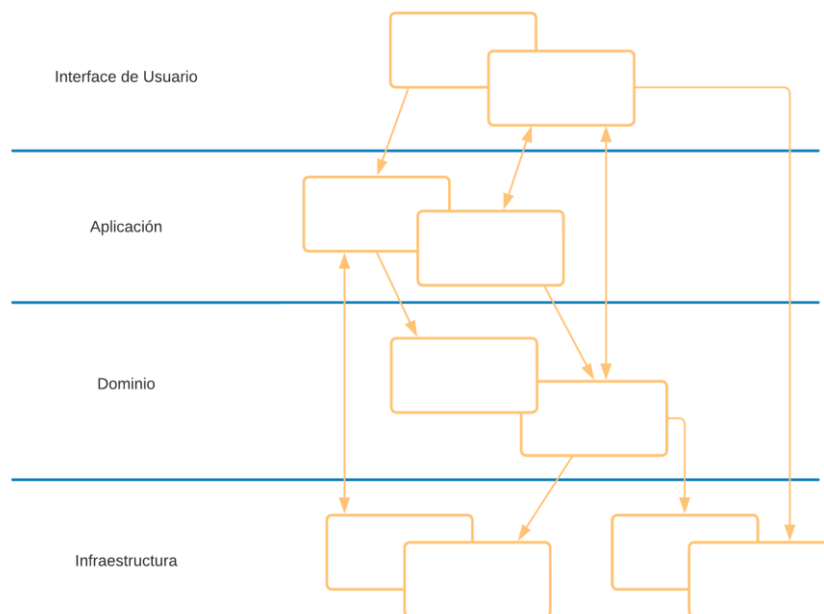 Interface de Usuario
Aplicación
Dominio
Infraestructura